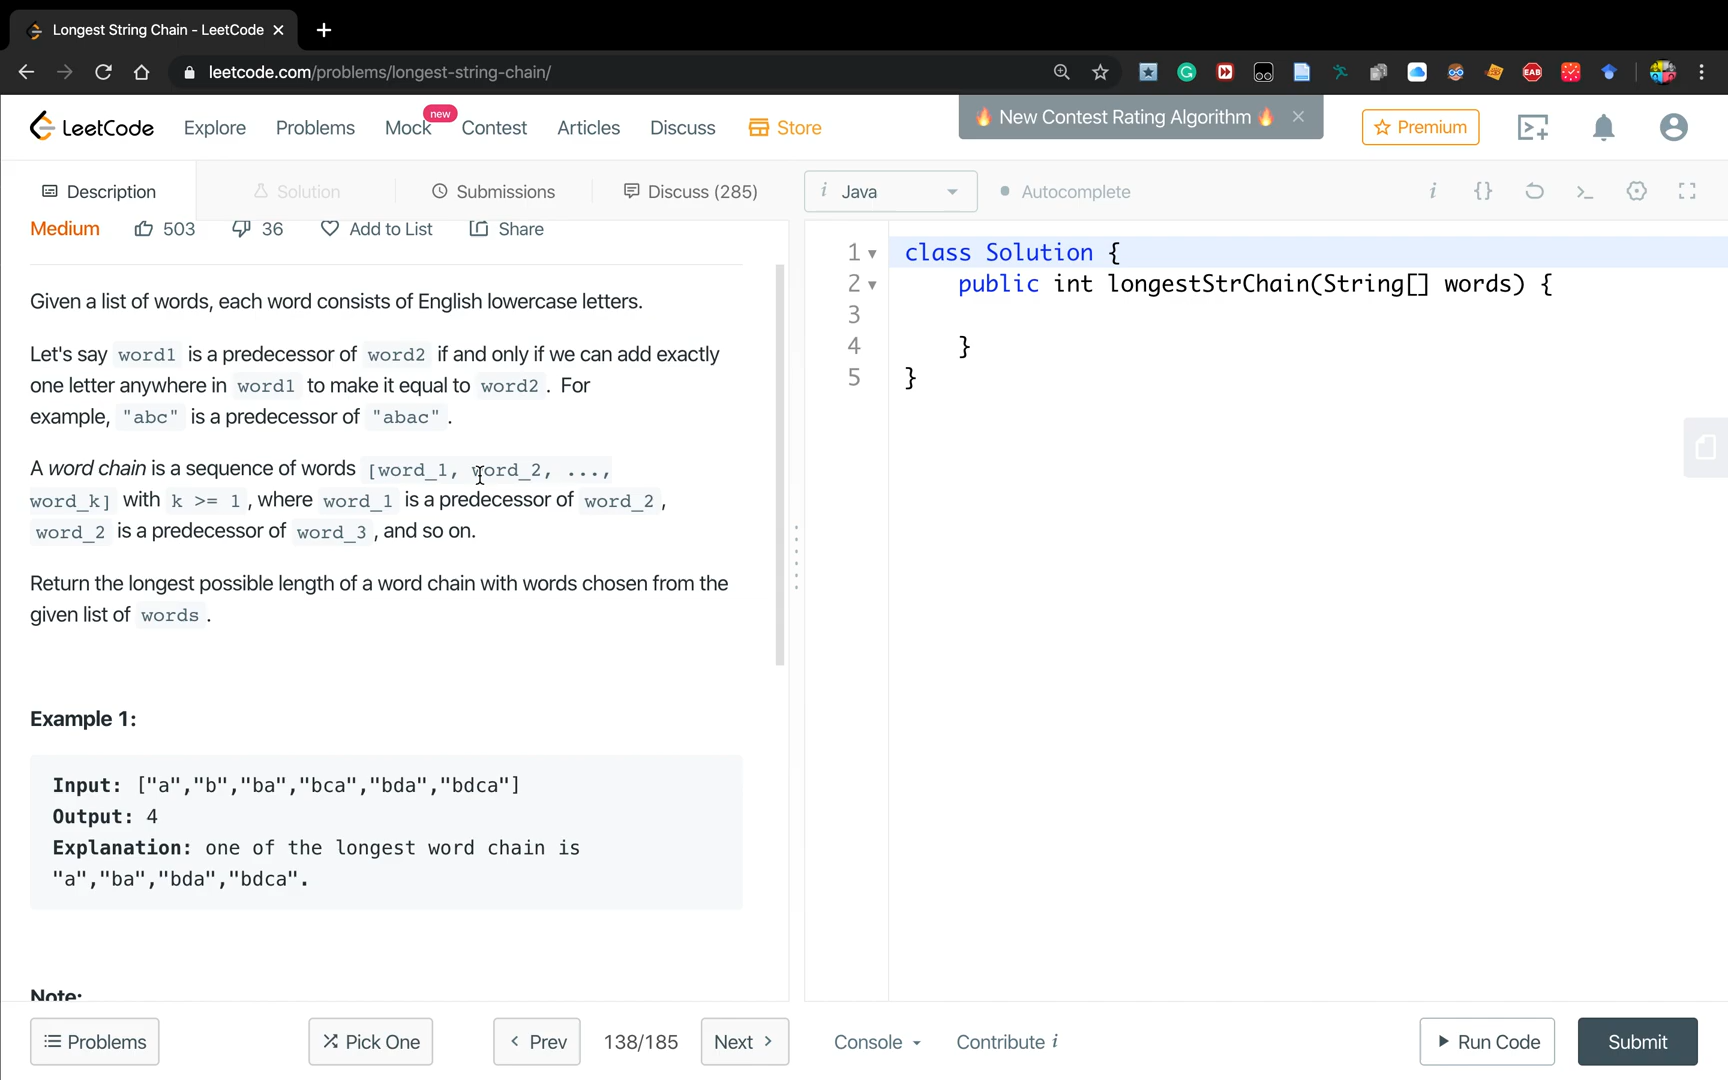 Longest String Chain - LeetCode
leetcode.com/problems/longest-string-chain/
EAB
LeetCode Explore Problems Mock new Contest Articles Discuss Store 🔥 New Contest Rating Algorithm 🔥 Premium
Description Solution Submissions Discuss (285) i Java Autocomplete i {} >_
Medium 503 36 Add to List Share
Given a list of words, each word consists of English lowercase letters.
Let's say word1 is a predecessor of word2 if and only if we can add exactly
one letter anywhere in word1 to make it equal to word2 . For
example, "abc" is a predecessor of "abac" .
A word chain is a sequence of words [word_1, word_2, ...,
word_k] with k >= 1 , where word_1 is a predecessor of word_2 ,
word_2 is a predecessor of word_3 , and so on.
Return the longest possible length of a word chain with words chosen from the
given list of words .
Example 1:
Input: ["a","b","ba","bca","bda","bdca"]
Output: 4
Explanation: one of the longest word chain is
"a","ba","bda","bdca".
Note:
1 class Solution {
2 public int longestStrChain(String[] words) {
3
4 }
5 }
Problems Pick One < Prev 138/185 Next > Console Contribute i Run Code Submit